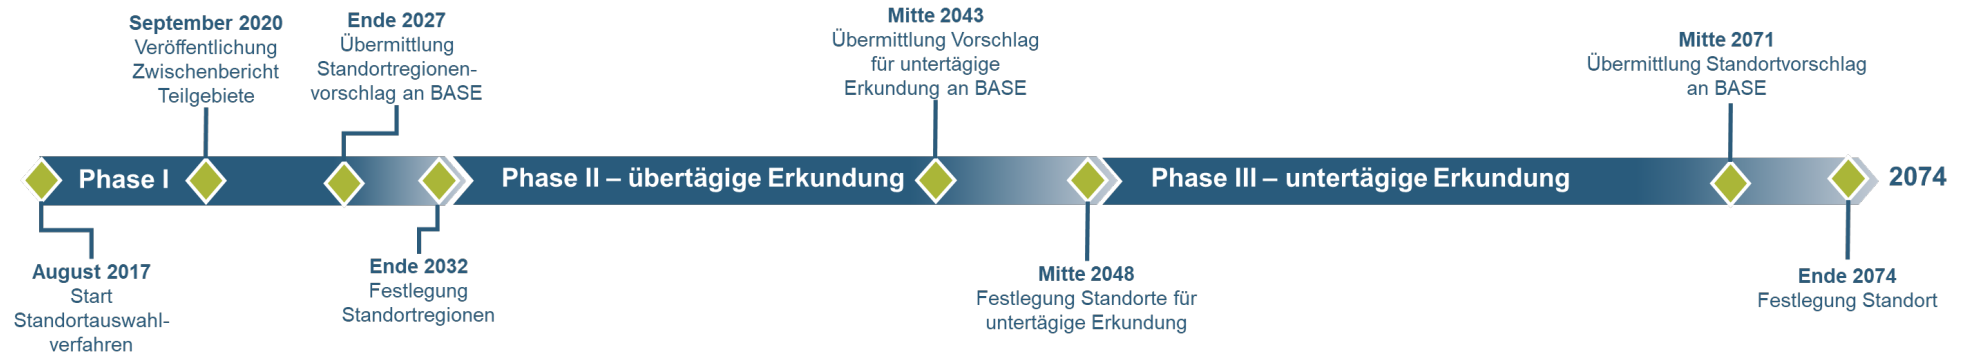 September 2020
Veröffentlichung
Zwischenbericht
Teilgebiete
Ende 2027
Übermittlung
Standortregionen-
vorschlag an BASE
Mitte 2043
Übermittlung Vorschlag
für untertägige
Erkundung an BASE
Mitte 2071
Übermittlung Standortvorschlag
an BASE
Phase I
Phase II – übertägige Erkundung
Phase III – untertägige Erkundung
2074
August 2017
Start
Standortauswahl-
verfahren
Ende 2032
Festlegung
Standortregionen
Mitte 2048
Festlegung Standorte für
untertägige Erkundung
Ende 2074
Festlegung Standort